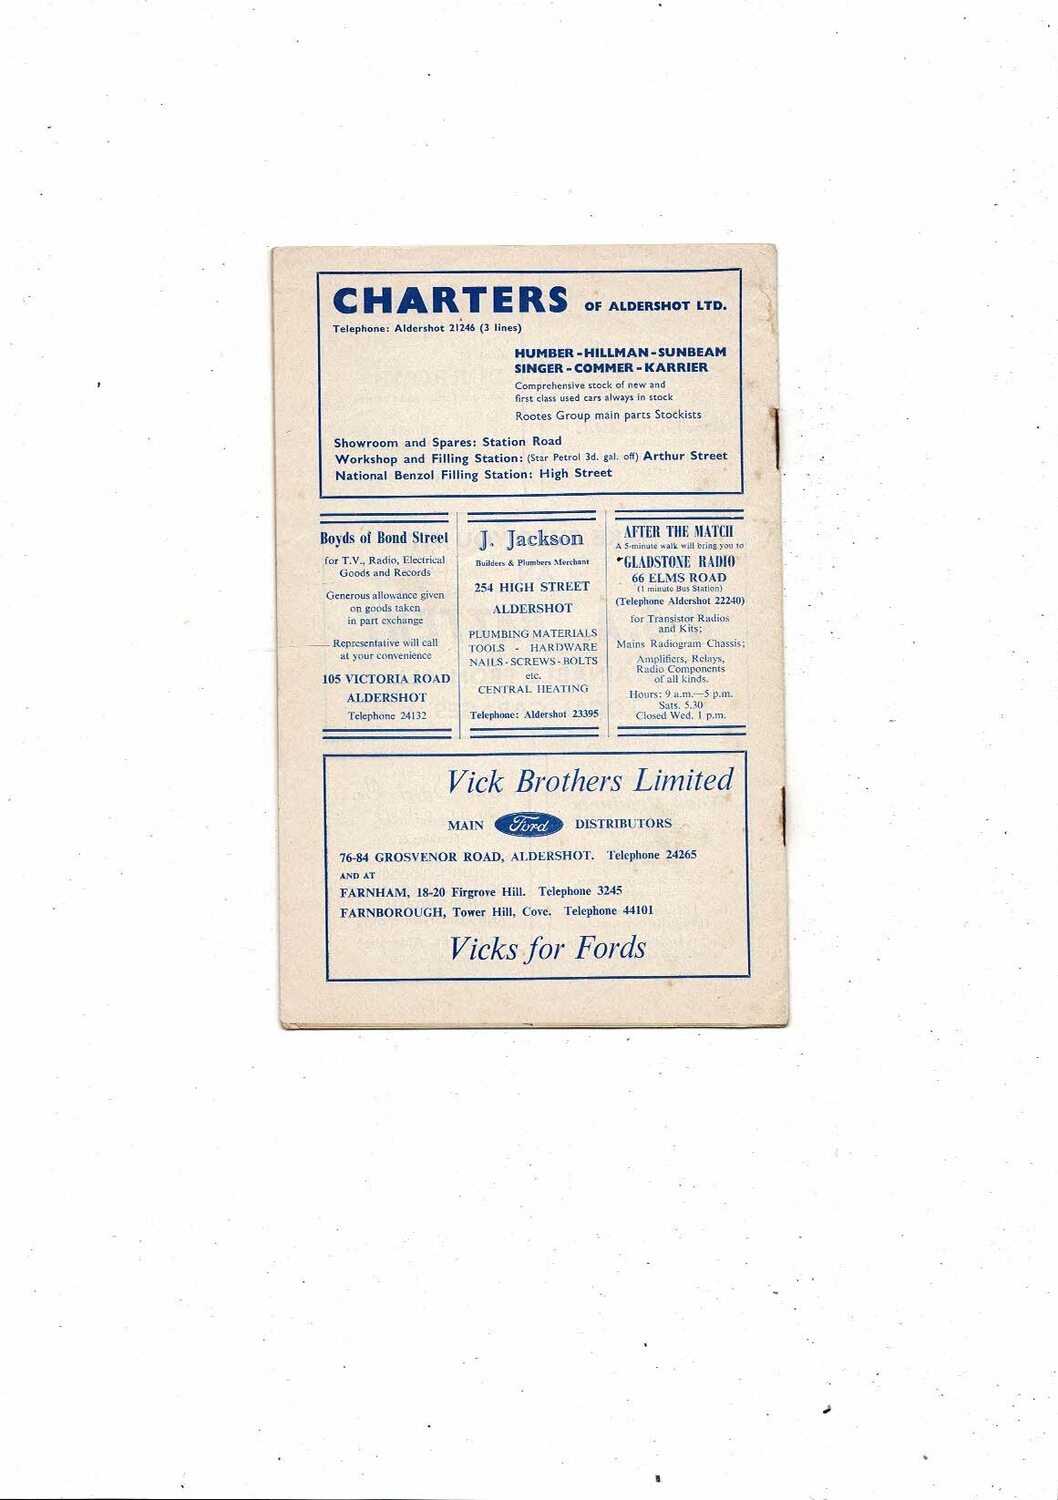 CHARTERS OF ALDERSHOT LTD.
Telephone: Aldershot 21246 (3 lines)
HUMBER - HILLMAN - SUNBEAM
SINGER - COMMER - KARRIER
Comprehensive stock of new and
first class used cars always in stock
Rootes Group main parts Stockists
Showroom and Spares: Station Road
Workshop and Filling Station: (Star Petrol 3d. gal. off) Arthur Street
National Benzol Filling Station: High Street
Boyds of Bond Street
for T.V., Radio, Electrical
Goods and Records
Generous allowance given
on goods taken
in part exchange
Representative will call
at your convenience
105 VICTORIA ROAD
ALDERSHOT
Telephone 24132
J. Jackson
Builders & Plumbers Merchant
254 HIGH STREET
ALDERSHOT
PLUMBING MATERIALS
TOOLS - HARDWARE
NAILS - SCREWS - BOLTS
etc.
CENTRAL HEATING
Telephone: Aldershot 23395
AFTER THE MATCH
A 5-minute walk will bring you to
GLADSTONE RADIO
66 ELMS ROAD
(1 minute Bus Station)
(Telephone Aldershot 22240)
for Transistor Radios
and Kits;
Mains Radiogram Chassis;
Amplifiers, Relays,
Radio Components
of all kinds.
Hours: 9 a.m.—5 p.m.
Sats. 5.30
Closed Wed. 1 p.m.
Vick Brothers Limited
MAIN Ford DISTRIBUTORS
76-84 GROSVENOR ROAD, ALDERSHOT. Telephone 24265
AND AT
FARNHAM, 18-20 Firgrove Hill. Telephone 3245
FARNBOROUGH, Tower Hill, Cove. Telephone 44101
Vicks for Fords